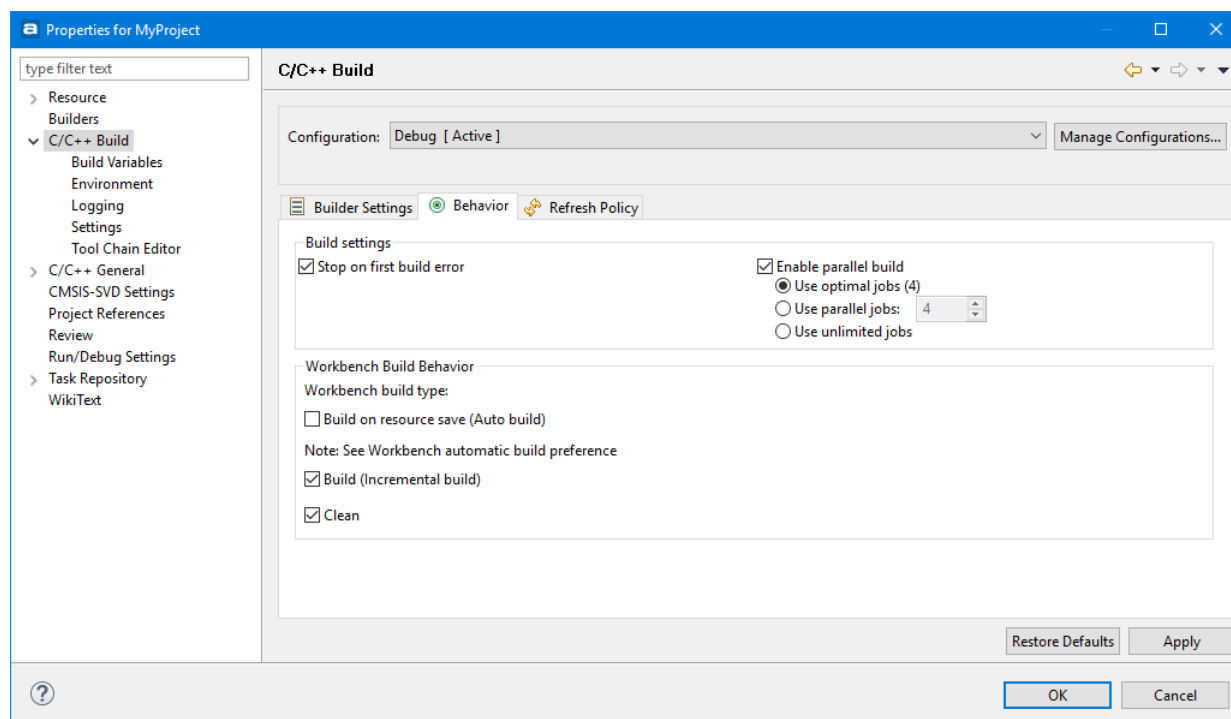 a Properties for MyProject
type filter text
Resource
Builders
C/C++ Build
Build Variables
Environment
Logging
Settings
Tool Chain Editor
C/C++ General
CMSIS-SVD Settings
Project References
Review
Run/Debug Settings
Task Repository
WikiText
C/C++ Build
Configuration: Debug [ Active ] Manage Configurations...
Builder Settings Behavior Refresh Policy
Build settings
Stop on first build error Enable parallel build
Use optimal jobs (4)
Use parallel jobs: 4
Use unlimited jobs
Workbench Build Behavior
Workbench build type:
Build on resource save (Auto build)
Note: See Workbench automatic build preference
Build (Incremental build)
Clean
Restore Defaults Apply
? OK Cancel